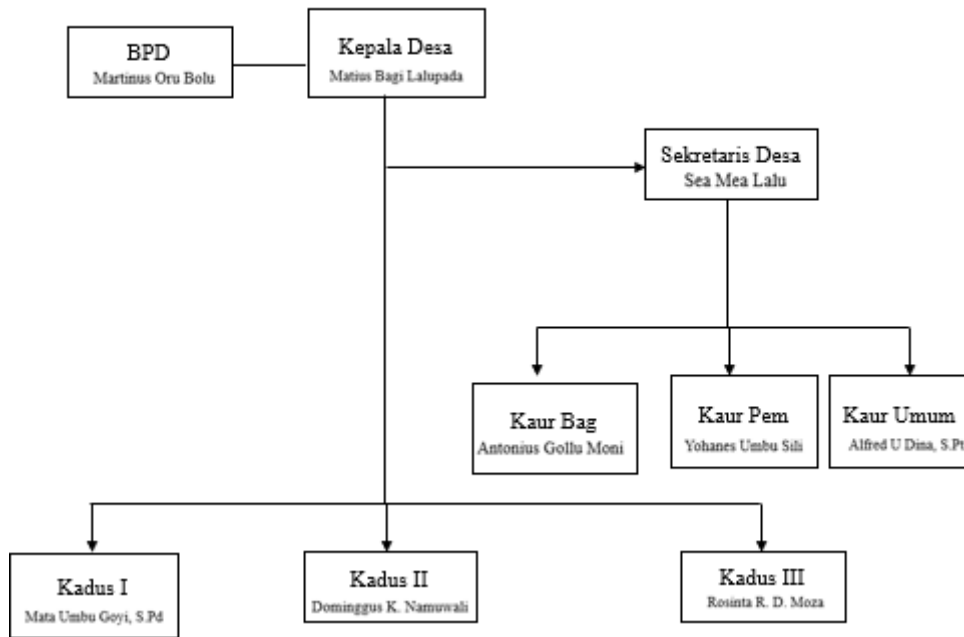 BPD
Martinus Oru Bolu
Kepala Desa
Matius Bagi Lalupada
Sekretaris Desa
Sea Mea Lalu
Kaur Bag
Antonius Gollu Moni
Kaur Pem
Yohanes Umbu Sili
Kaur Umum
Alfred U Dina, S.Pt
Kadus I
Mata Umbu Goyi, S.Pd
Kadus II
Dominggus K. Namuwali
Kadus III
Rosinta R. D. Moza